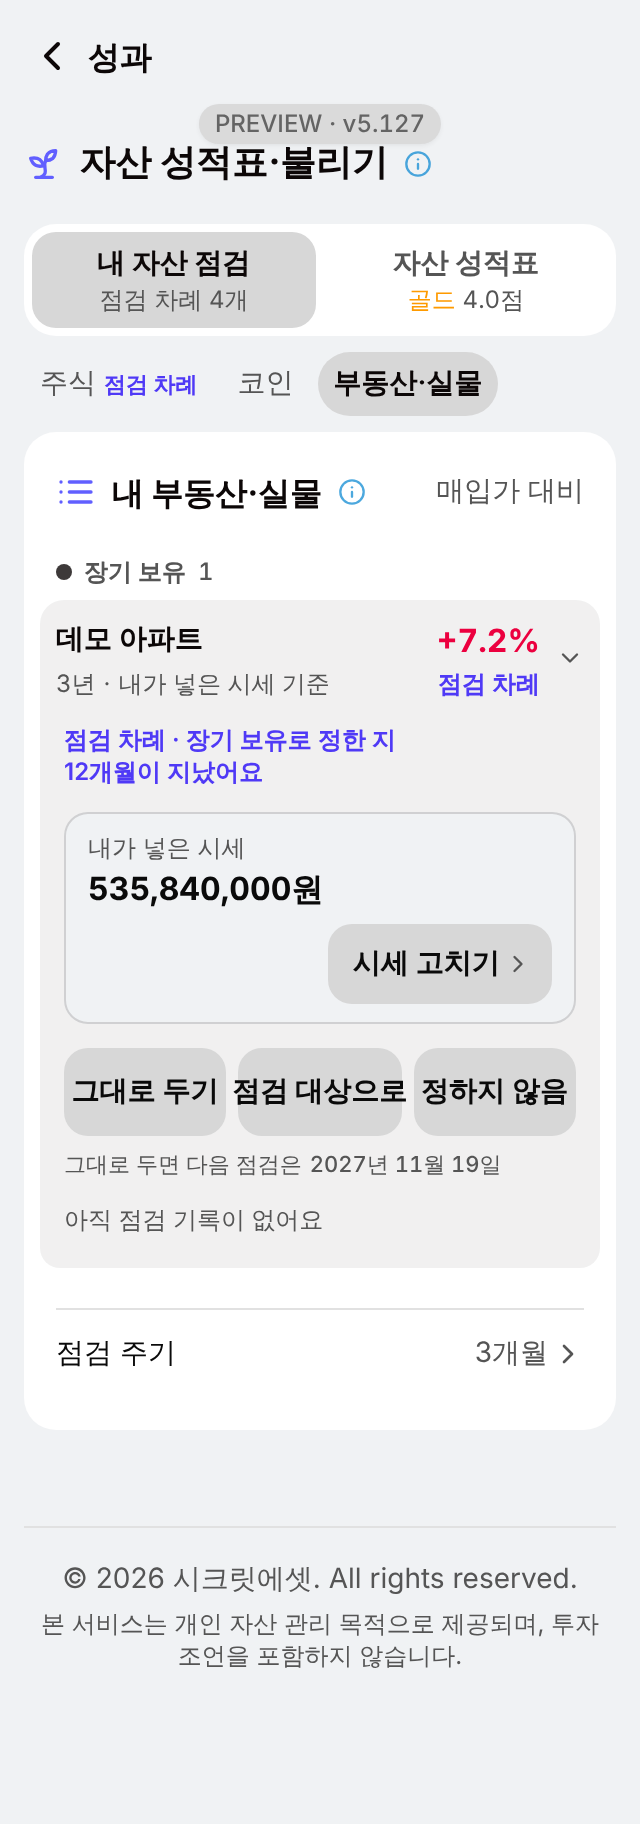 성과
PREVIEW · v5.127
자산 성적표·불리기
내 자산 점검
점검 차례 4개
자산 성적표
골드 4.0점
주식 점검 차례 코인 부동산·실물
내 부동산·실물 매입가 대비
장기 보유 1
데모 아파트 +7.2%
3년 · 내가 넣은 시세 기준 점검 차례
점검 차례 · 장기 보유로 정한 지
12개월이 지났어요
내가 넣은 시세
535,840,000원
시세 고치기
그대로 두기 점검 대상으로 정하지 않음
그대로 두면 다음 점검은 2027년 11월 19일
아직 점검 기록이 없어요
점검 주기 3개월
© 2026 시크릿에셋. All rights reserved.
본 서비스는 개인 자산 관리 목적으로 제공되며, 투자
조언을 포함하지 않습니다.